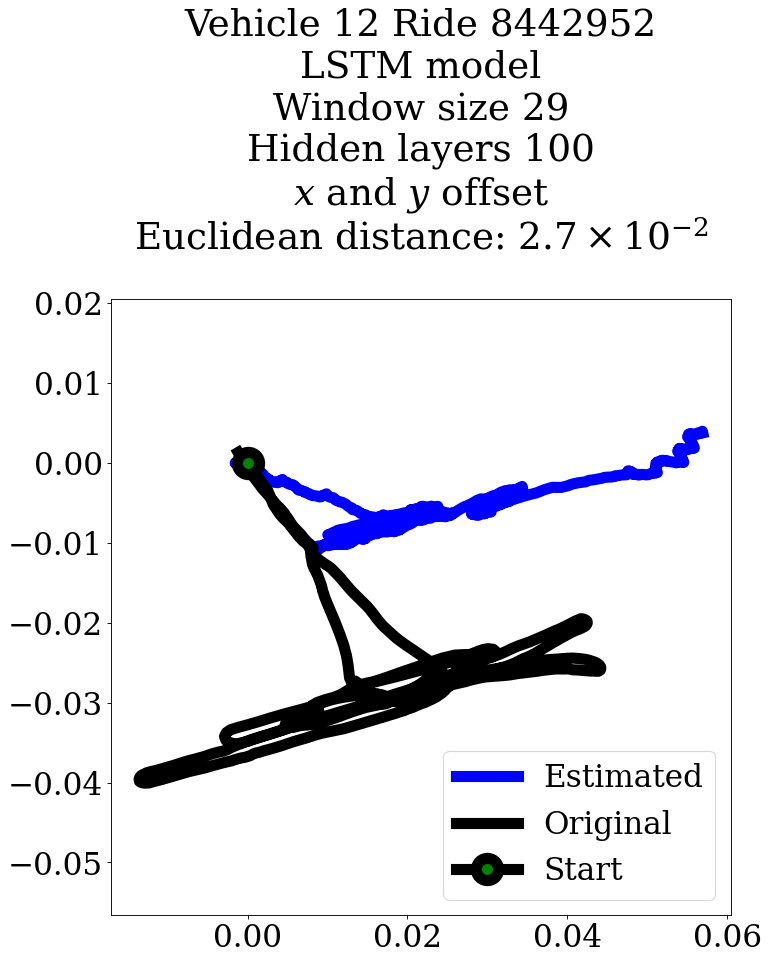 Vehicle 12 Ride 8442952
LSTM model
Window size 29
Hidden layers 100
x and y offset
Euclidean distance: 2.7 × 10⁻²
0.02
0.01
0.00
−0.01
−0.02
−0.03
−0.04
−0.05
Estimated
Original
Start
0.00 0.02 0.04 0.06